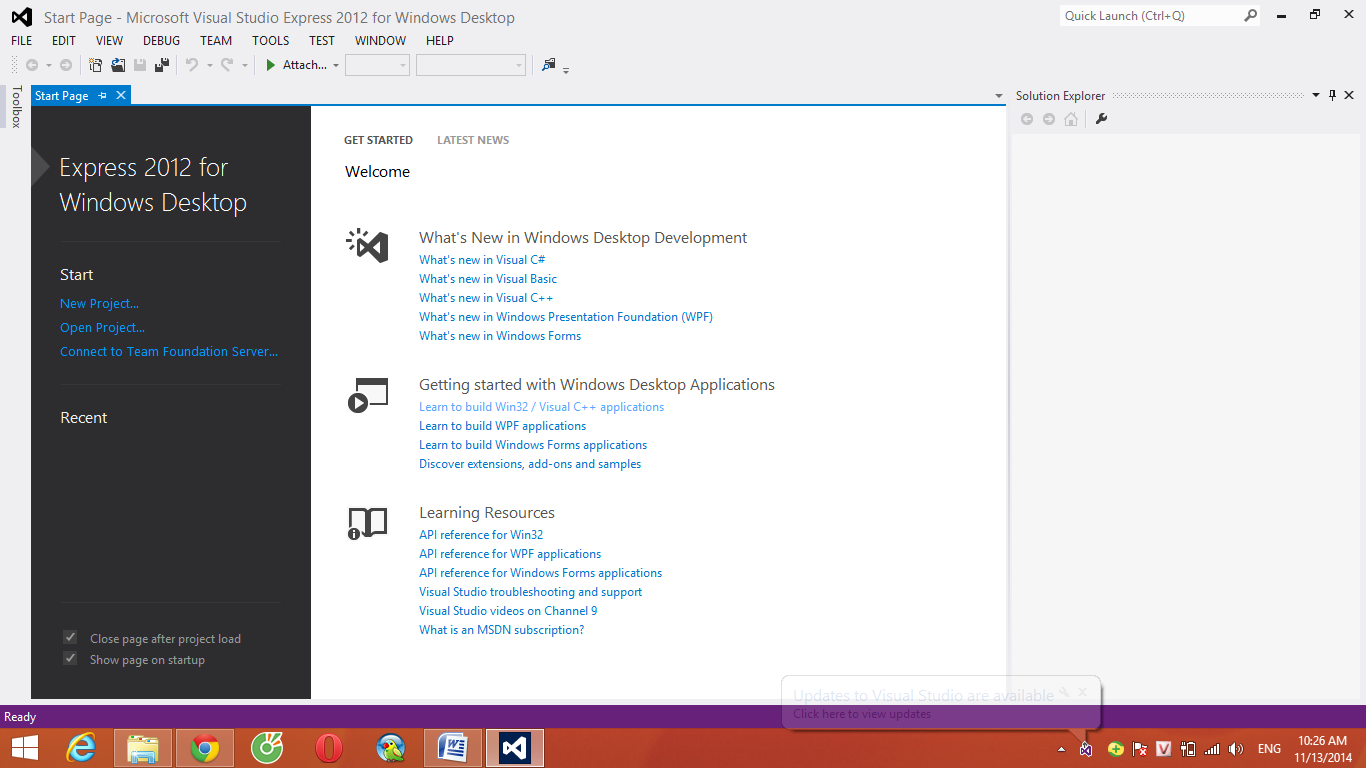 Start Page - Microsoft Visual Studio Express 2012 for Windows Desktop
Quick Launch (Ctrl+Q)
FILE EDIT VIEW DEBUG TEAM TOOLS TEST WINDOW HELP
Attach...
Toolbox
Start Page
Solution Explorer
Express 2012 for
Windows Desktop
Start
New Project...
Open Project...
Connect to Team Foundation Server...
Recent
Close page after project load
Show page on startup
GET STARTED LATEST NEWS
Welcome
What's New in Windows Desktop Development
What's new in Visual C#
What's new in Visual Basic
What's new in Visual C++
What's new in Windows Presentation Foundation (WPF)
What's new in Windows Forms
Getting started with Windows Desktop Applications
Learn to build Win32 / Visual C++ applications
Learn to build WPF applications
Learn to build Windows Forms applications
Discover extensions, add-ons and samples
Learning Resources
API reference for Win32
API reference for WPF applications
API reference for Windows Forms applications
Visual Studio troubleshooting and support
Visual Studio videos on Channel 9
What is an MSDN subscription?
Updates to Visual Studio are available
Click here to view updates
Ready
ENG
10:26 AM
11/13/2014